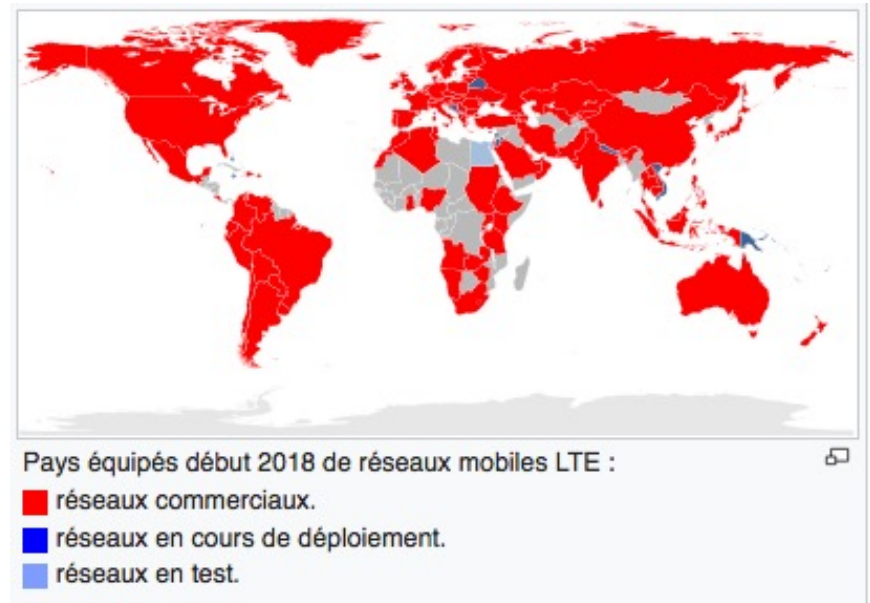 Pays équipés début 2018 de réseaux mobiles LTE :
réseaux commerciaux.
réseaux en cours de déploiement.
réseaux en test.